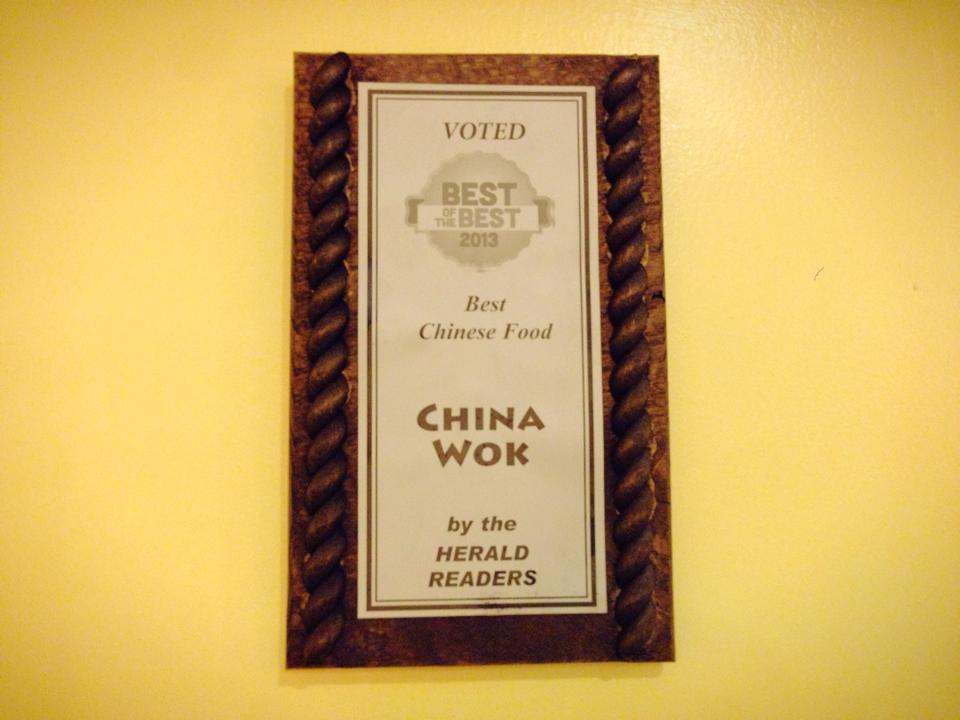 VOTED
BEST
OF
THE BEST
2013
Best
Chinese Food
CHINA
WOK
by the
HERALD
READERS